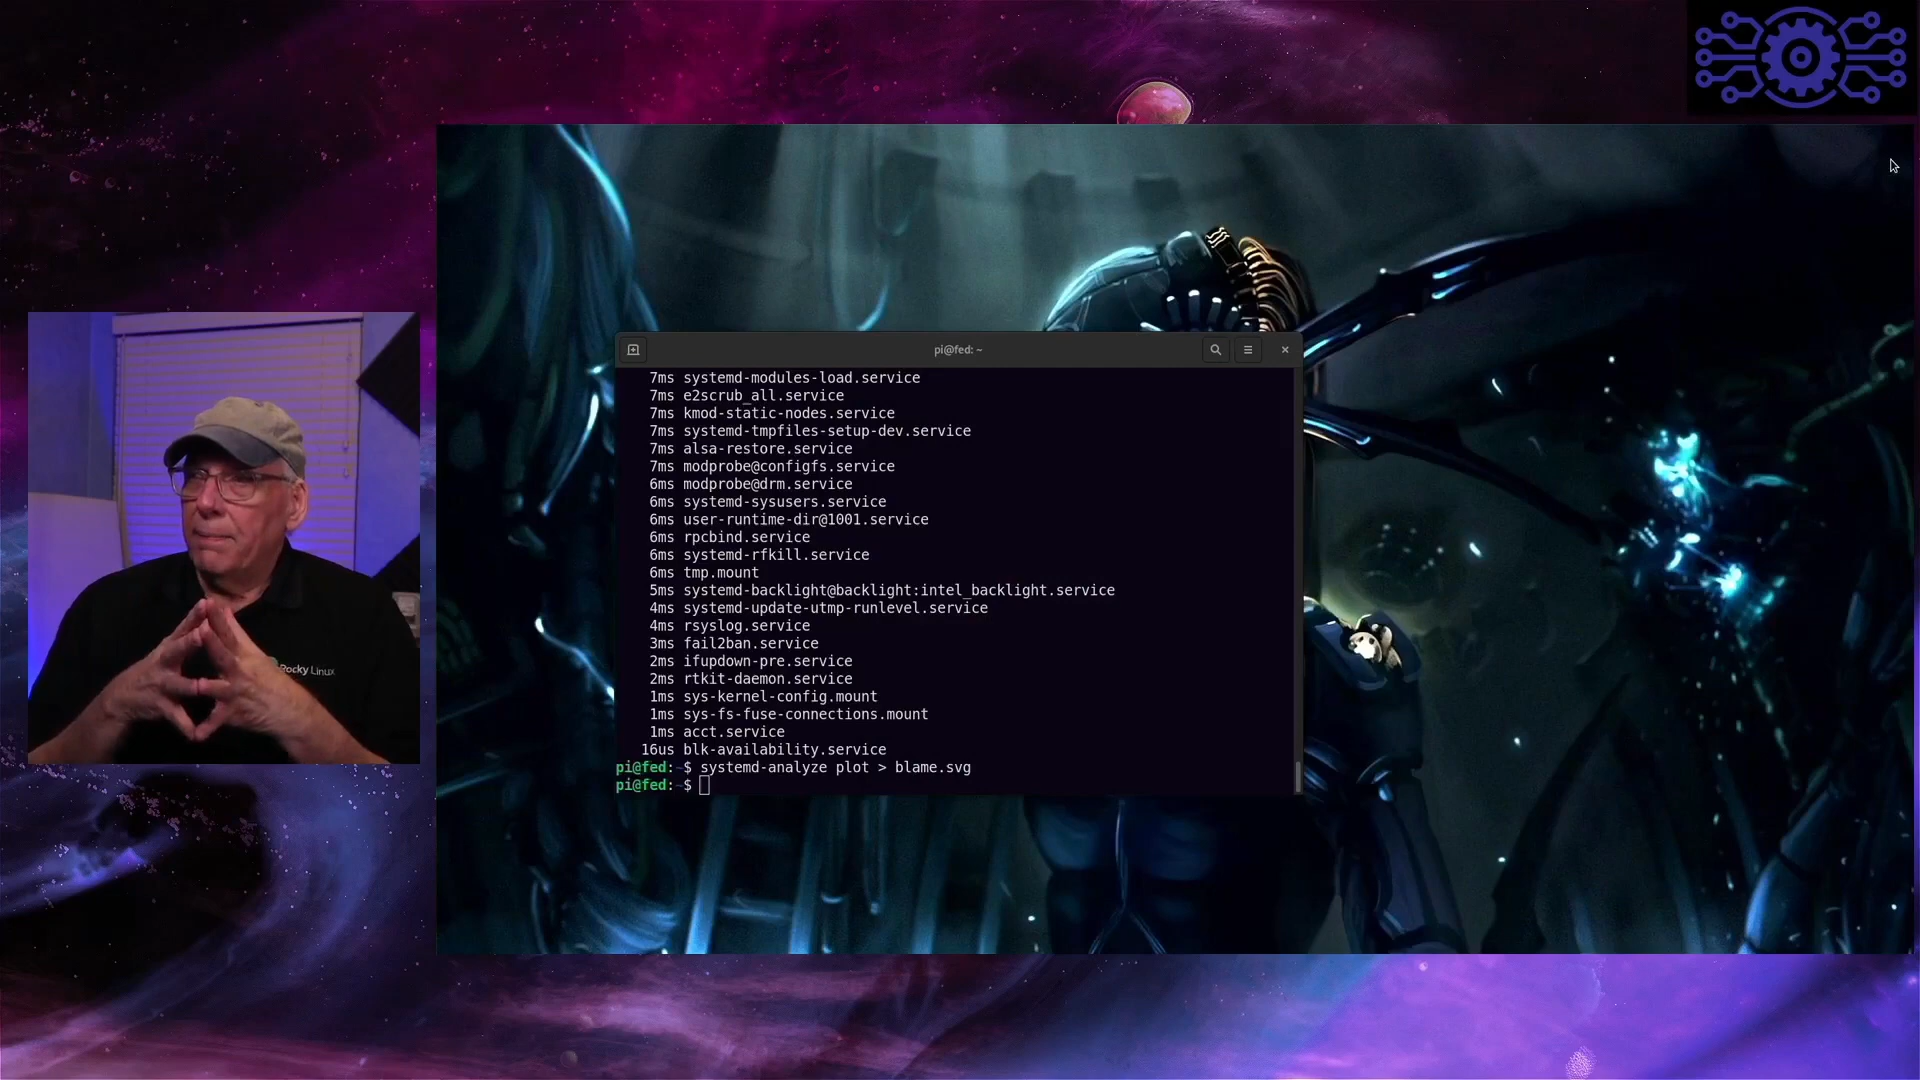 pi@fed: ~
7ms systemd-modules-load.service
7ms e2scrub_all.service
7ms kmod-static-nodes.service
7ms systemd-tmpfiles-setup-dev.service
7ms alsa-restore.service
7ms modprobe@configfs.service
6ms modprobe@drm.service
6ms systemd-sysusers.service
6ms user-runtime-dir@1001.service
6ms rpcbind.service
6ms systemd-rfkill.service
6ms tmp.mount
5ms systemd-backlight@backlight:intel_backlight.service
4ms systemd-update-utmp-runlevel.service
4ms rsyslog.service
3ms fail2ban.service
2ms ifupdown-pre.service
2ms rtkit-daemon.service
1ms sys-kernel-config.mount
1ms sys-fs-fuse-connections.mount
1ms acct.service
16us blk-availability.service
pi@fed:~$ systemd-analyze plot > blame.svg
pi@fed:~$
Rocky Linux